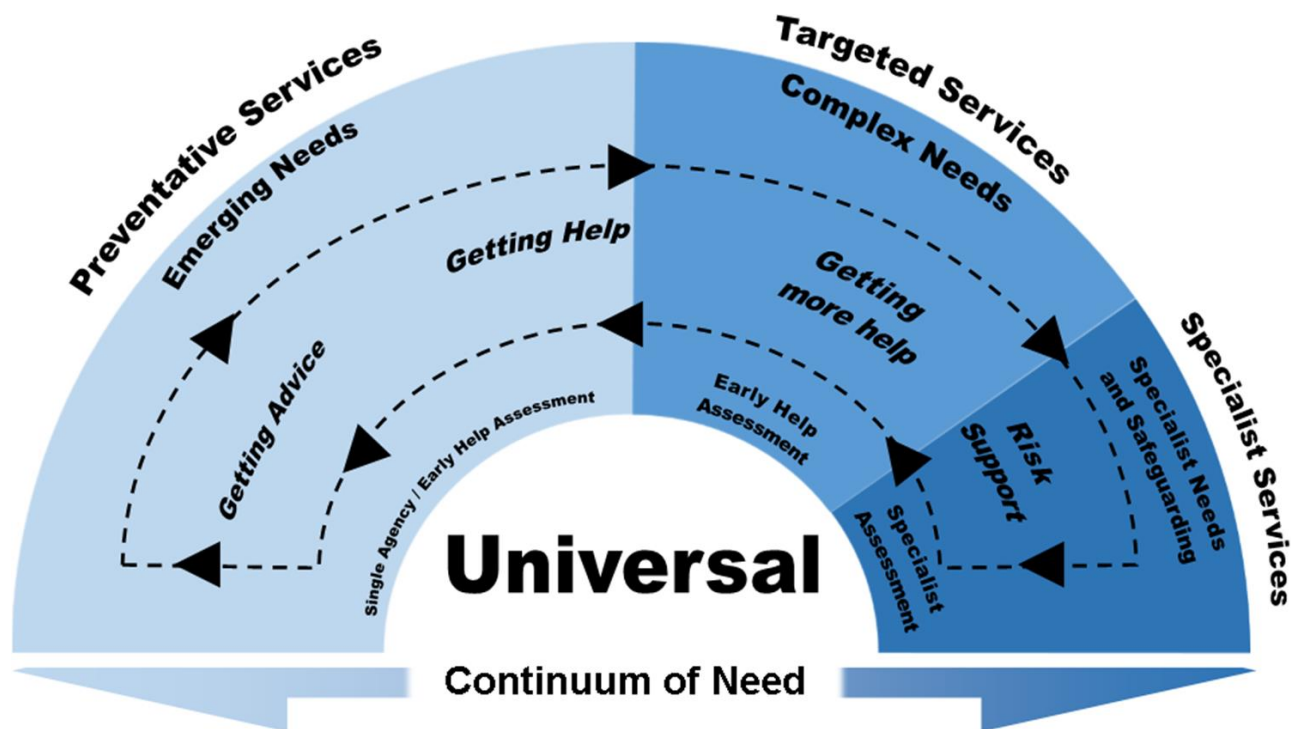 Preventative Services
Emerging Needs
Getting Advice
Getting Help
Single Agency / Early Help Assessment
Targeted Services
Complex Needs
Getting
more help
Early Help
Assessment
Specialist Services
Specialist Needs
and Safeguarding
Risk
Support
Specialist
Assessment
Universal
Continuum of Need